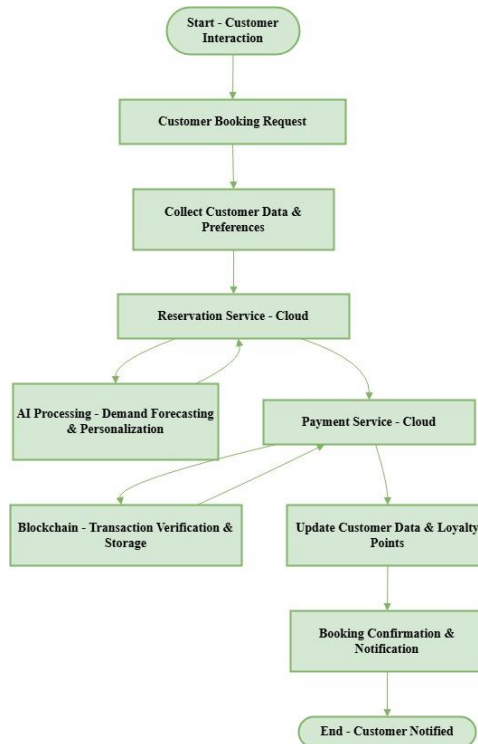 Start - Customer
Interaction
Customer Booking Request
Collect Customer Data &
Preferences
Reservation Service - Cloud
AI Processing - Demand Forecasting
& Personalization
Payment Service - Cloud
Blockchain - Transaction Verification &
Storage
Update Customer Data & Loyalty
Points
Booking Confirmation &
Notification
End - Customer Notified